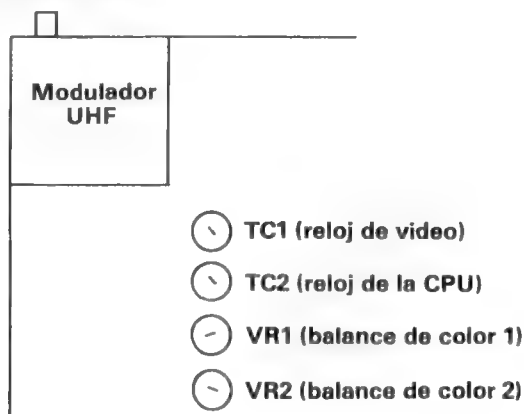 Modulador
UHF
TC1 (reloj de video)
TC2 (reloj de la CPU)
VR1 (balance de color 1)
VR2 (balance de color 2)